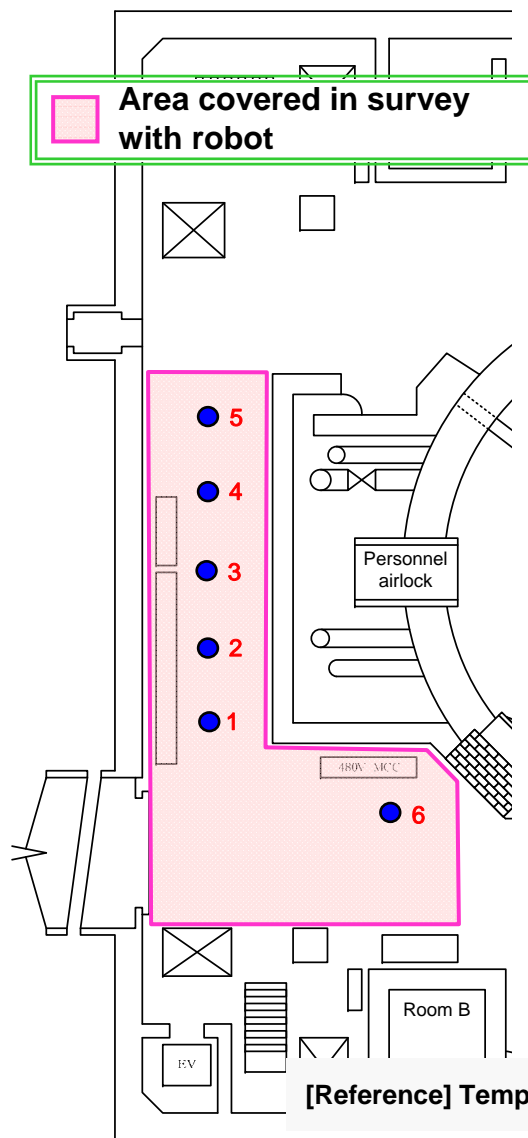 Area covered in survey
with robot
5
4
3
Personnel
airlock
2
1
480V MCC
6
Room B
EV
[Reference] Temp